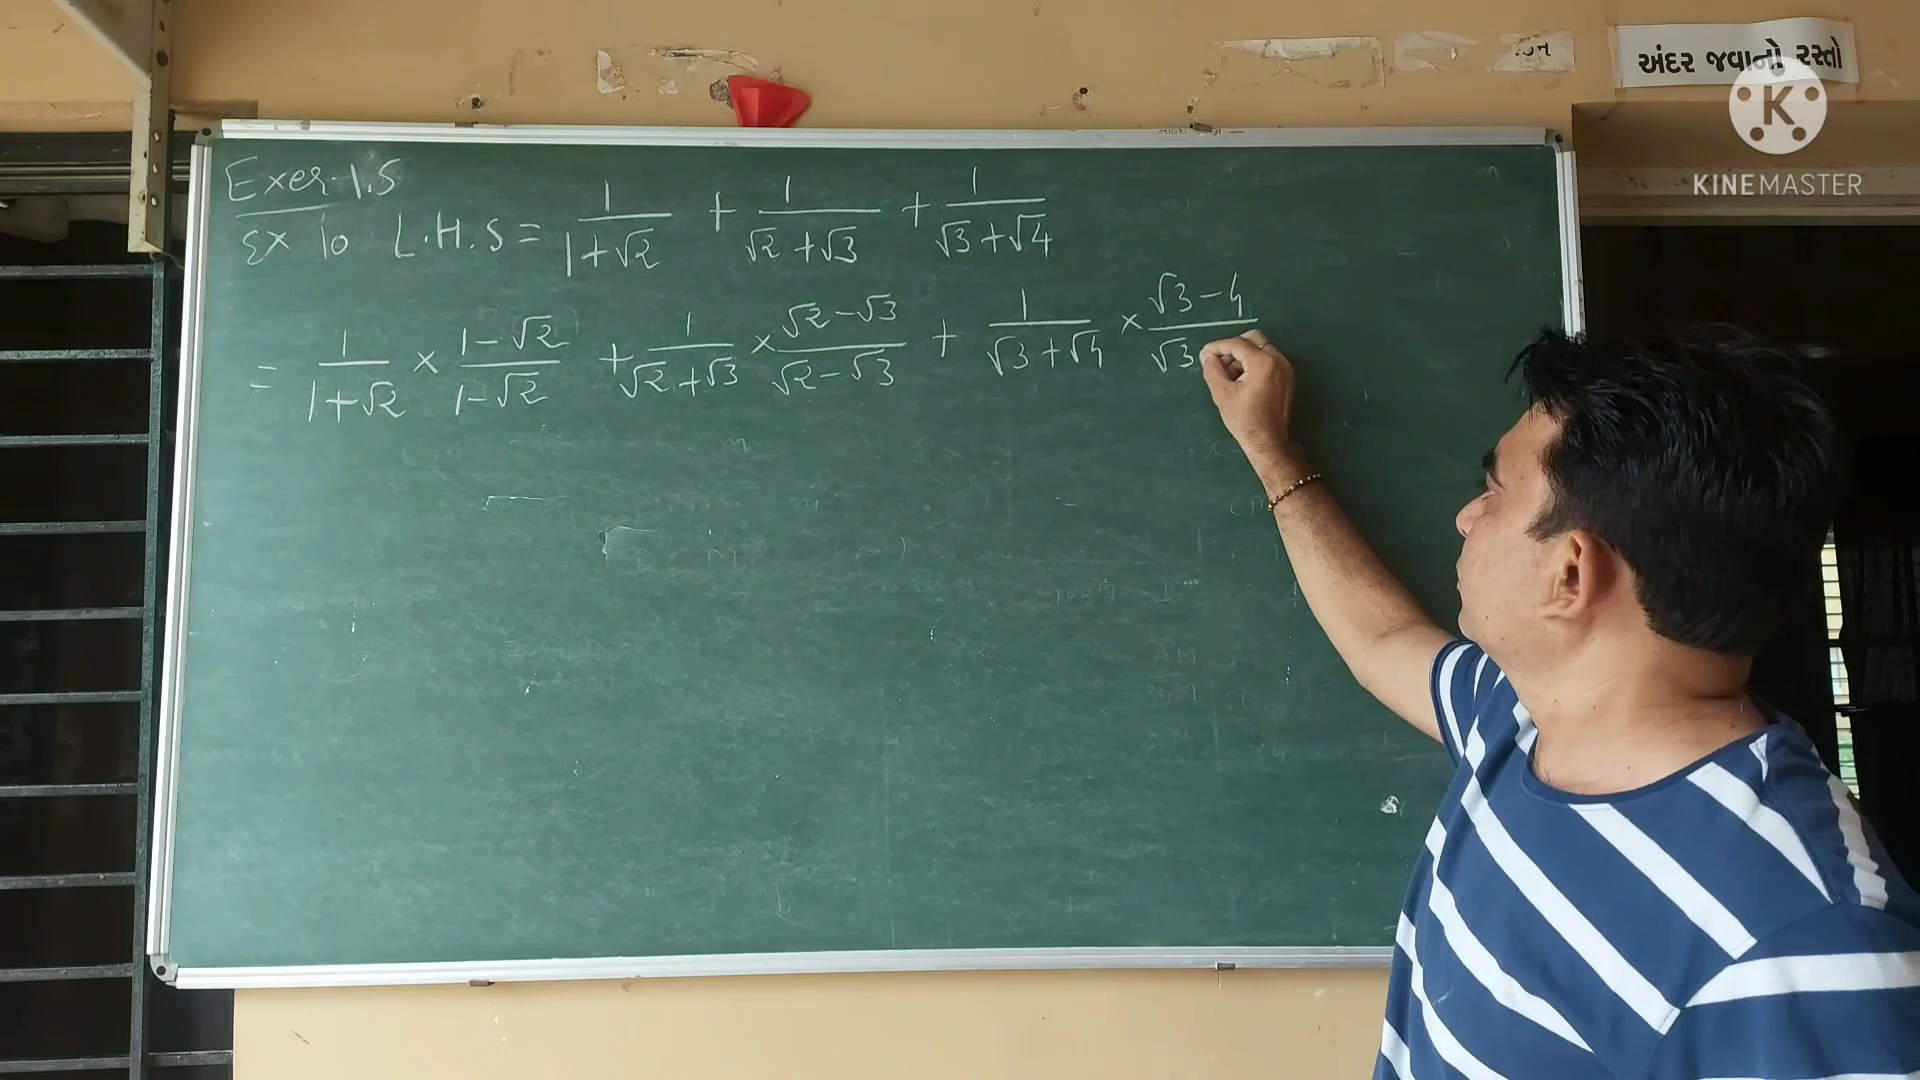 અંદર જવાનો રસ્તો
KINEMASTER
Exer-1.5
Ex 10 L.H.S = 1/(1+√2) + 1/(√2+√3) + 1/(√3+√4)
= 1/(1+√2) × (1-√2)/(1-√2) + 1/(√2+√3) × (√2-√3)/(√2-√3) + 1/(√3+√4) × (√3-4)/(√3